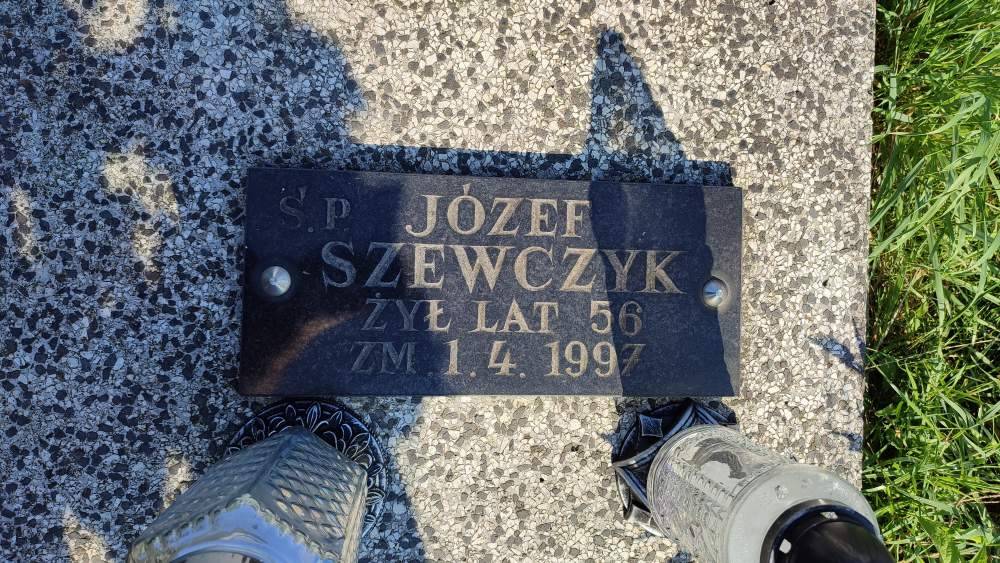 Ś.P. JÓZEF
SZEWCZYK
ŻYŁ LAT 56
ZM. 1.4.1997